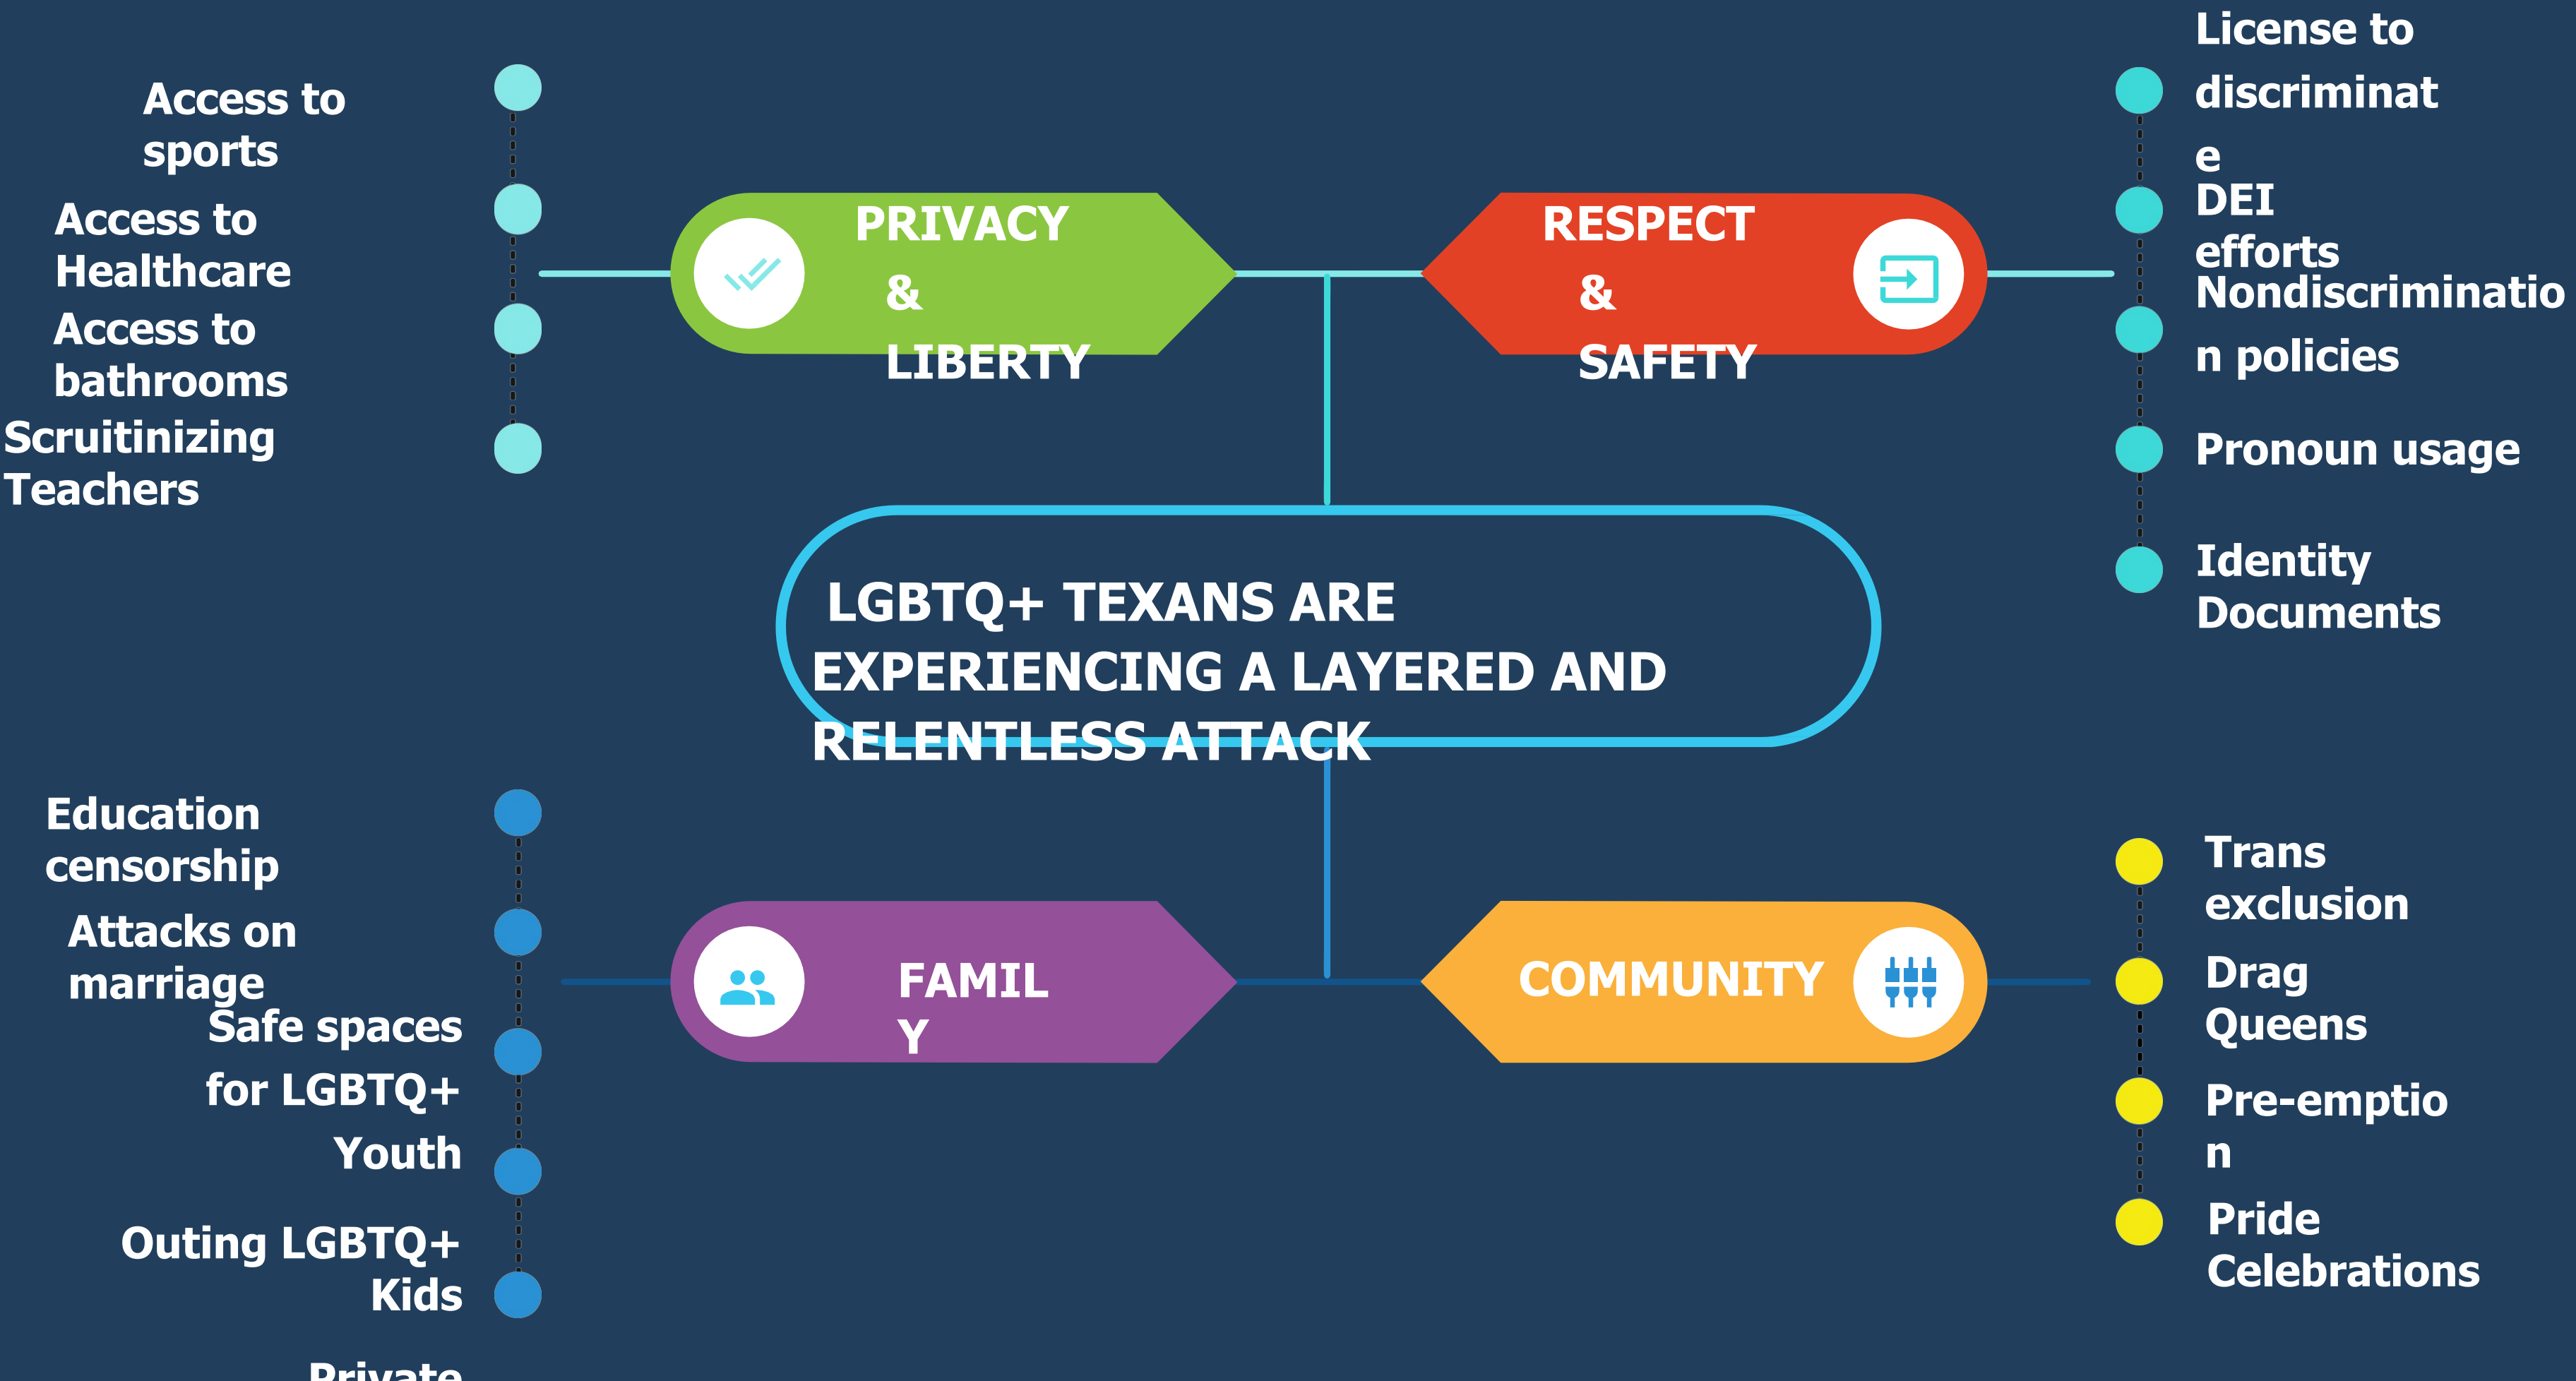 Access to
sports
Access to
Healthcare
Access to
bathrooms
Scruitinizing
Teachers
PRIVACY
&
LIBERTY
RESPECT
&
SAFETY
License to
discriminat
e
DEI
efforts
Nondiscriminatio
n policies
Pronoun usage
Identity
Documents
LGBTQ+ TEXANS ARE
EXPERIENCING A LAYERED AND
RELENTLESS ATTACK
Education
censorship
Attacks on
marriage
Safe spaces
for LGBTQ+
Youth
Outing LGBTQ+
Kids
Private
FAMIL
Y
COMMUNITY
Trans
exclusion
Drag
Queens
Pre-emptio
n
Pride
Celebrations